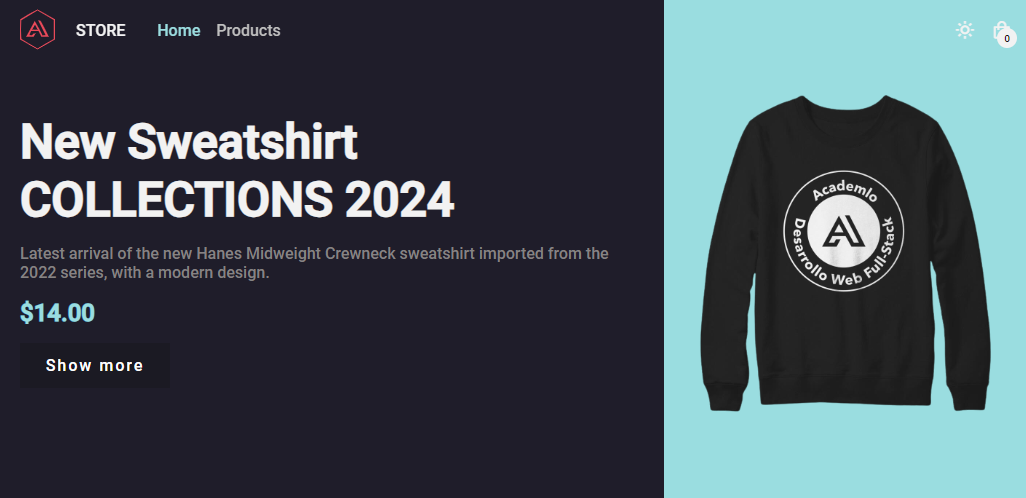 STORE Home Products
0
New Sweatshirt
COLLECTIONS 2024
Latest arrival of the new Hanes Midweight Crewneck sweatshirt imported from the
2022 series, with a modern design.
$14.00
Show more
Academlo
Desarrollo Web Full-Stack